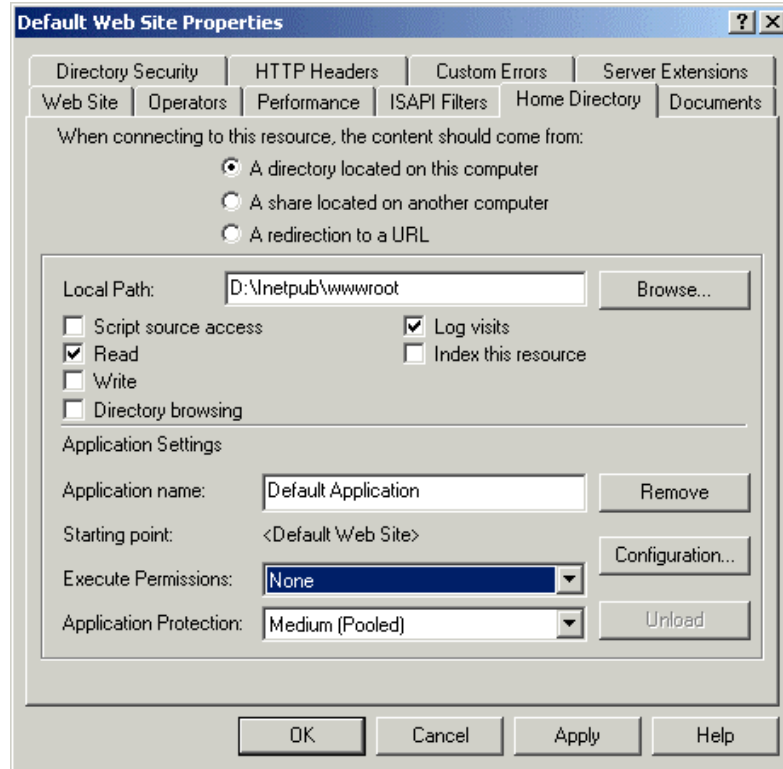 Default Web Site Properties
Directory Security HTTP Headers Custom Errors Server Extensions
Web Site Operators Performance ISAPI Filters Home Directory Documents
When connecting to this resource, the content should come from:
A directory located on this computer
A share located on another computer
A redirection to a URL
Local Path: D:\Inetpub\wwwroot Browse...
Script source access Log visits
Read Index this resource
Write
Directory browsing
Application Settings
Application name: Default Application Remove
Starting point: <Default Web Site>
Configuration...
Execute Permissions: None
Application Protection: Medium (Pooled) Unload
OK Cancel Apply Help